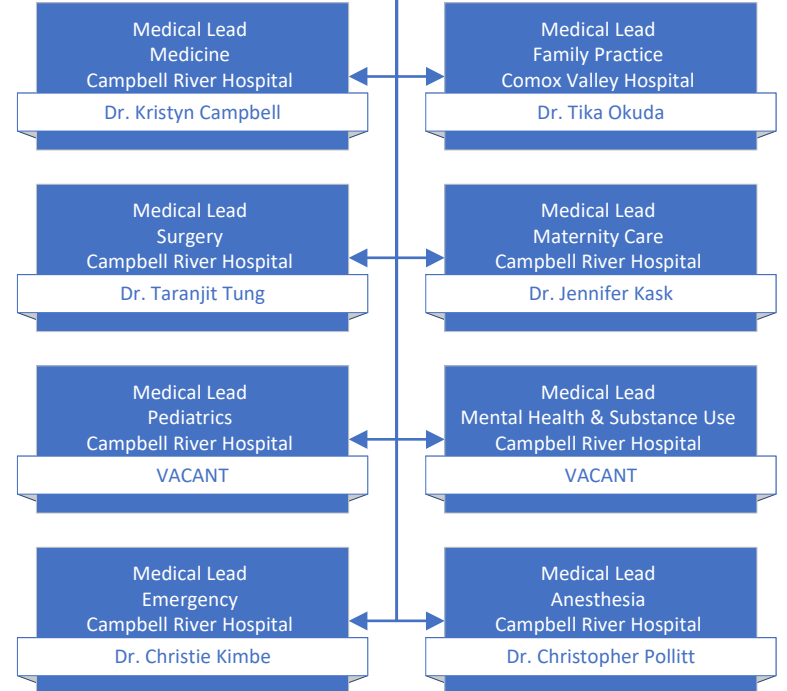 Medical Lead
Medicine
Campbell River Hospital
Dr. Kristyn Campbell
Medical Lead
Family Practice
Comox Valley Hospital
Dr. Tika Okuda
Medical Lead
Surgery
Campbell River Hospital
Dr. Taranjit Tung
Medical Lead
Maternity Care
Campbell River Hospital
Dr. Jennifer Kask
Medical Lead
Pediatrics
Campbell River Hospital
VACANT
Medical Lead
Mental Health & Substance Use
Campbell River Hospital
VACANT
Medical Lead
Emergency
Campbell River Hospital
Dr. Christie Kimbe
Medical Lead
Anesthesia
Campbell River Hospital
Dr. Christopher Pollitt